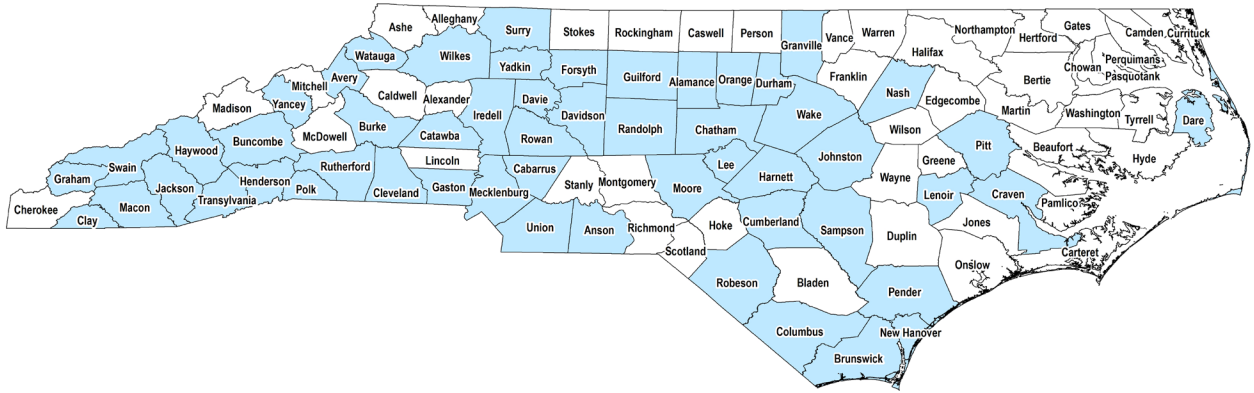 Ashe
Alleghany
Surry
Stokes
Rockingham
Caswell
Person
Granville
Vance
Warren
Halifax
Northampton
Hertford
Gates
Camden
Currituck
Watauga
Wilkes
Yadkin
Forsyth
Guilford
Alamance
Orange
Durham
Franklin
Nash
Edgecombe
Bertie
Chowan
Perquimans
Pasquotank
Mitchell
Avery
Caldwell
Alexander
Iredell
Davie
Davidson
Randolph
Chatham
Wake
Wilson
Martin
Washington
Tyrrell
Dare
Madison
Yancey
McDowell
Burke
Catawba
Rowan
Johnston
Greene
Pitt
Beaufort
Hyde
Haywood
Buncombe
Rutherford
Lincoln
Cabarrus
Stanly
Montgomery
Moore
Lee
Harnett
Wayne
Lenoir
Craven
Pamlico
Graham
Swain
Jackson
Henderson
Transylvania
Polk
Cleveland
Gaston
Mecklenburg
Cherokee
Clay
Macon
Union
Anson
Richmond
Scotland
Hoke
Cumberland
Sampson
Duplin
Jones
Carteret
Onslow
Robeson
Bladen
Pender
Columbus
New Hanover
Brunswick